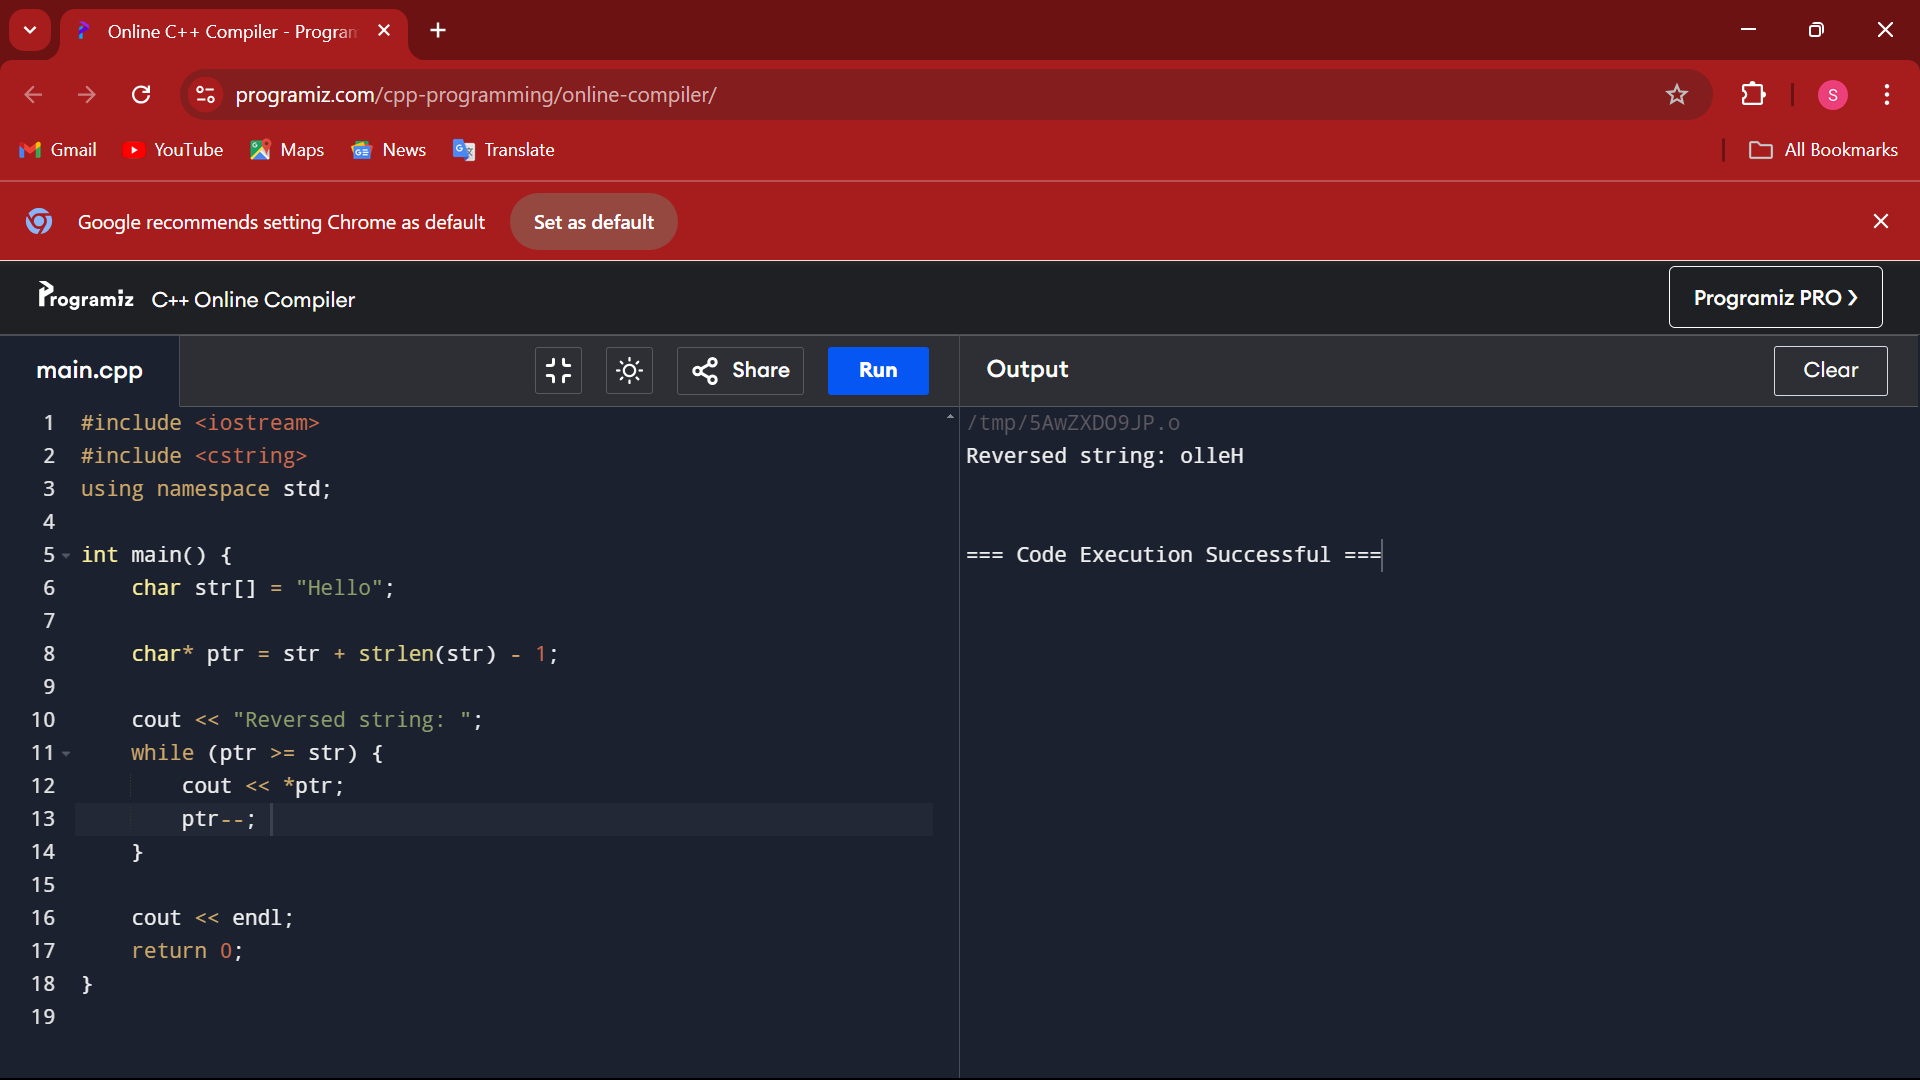 Online C++ Compiler - Program
programiz.com/cpp-programming/online-compiler/
S
Gmail YouTube Maps News Translate All Bookmarks
Google recommends setting Chrome as default Set as default
Programiz C++ Online Compiler Programiz PRO ❯
main.cpp Share Run Output Clear
1 #include <iostream>
2 #include <cstring>
3 using namespace std;
4
5 int main() {
6     char str[] = "Hello";
7
8     char* ptr = str + strlen(str) - 1;
9
10     cout << "Reversed string: ";
11     while (ptr >= str) {
12         cout << *ptr;
13         ptr--;
14     }
15
16     cout << endl;
17     return 0;
18 }
19
/tmp/5AwZXDO9JP.o
Reversed string: olleH
=== Code Execution Successful ===